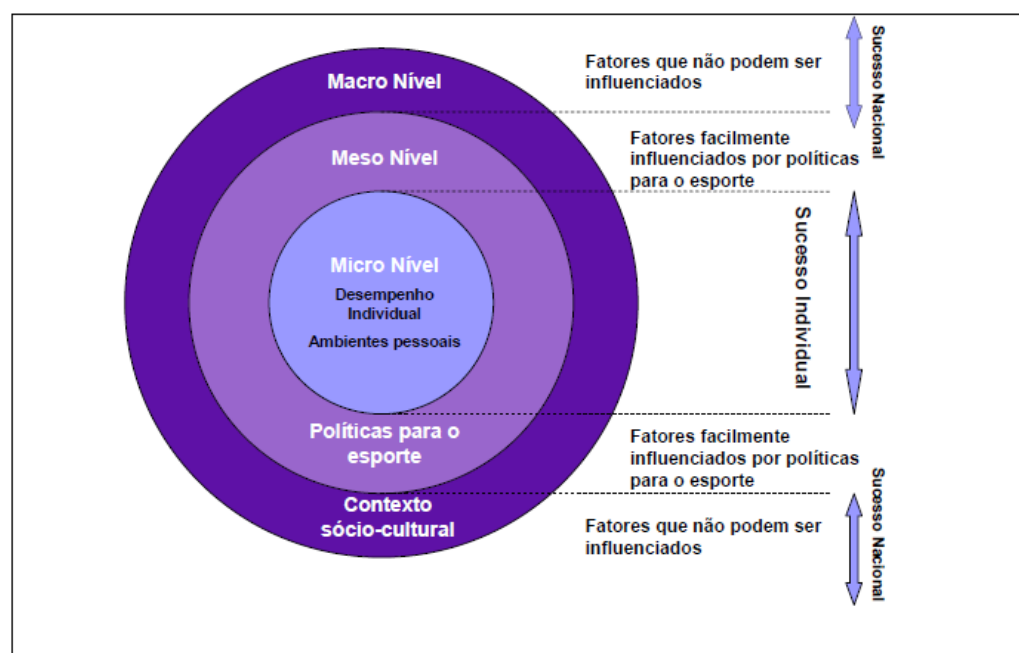 Macro Nível
Meso Nível
Micro Nível
Desempenho
Individual
Ambientes pessoais
Políticas para o
esporte
Contexto
sócio-cultural
Fatores que não podem ser
influenciados
Fatores facilmente
influenciados por políticas
para o esporte
Fatores facilmente
influenciados por políticas
para o esporte
Fatores que não podem ser
influenciados
Sucesso Nacional
Sucesso Individual
Sucesso Nacional